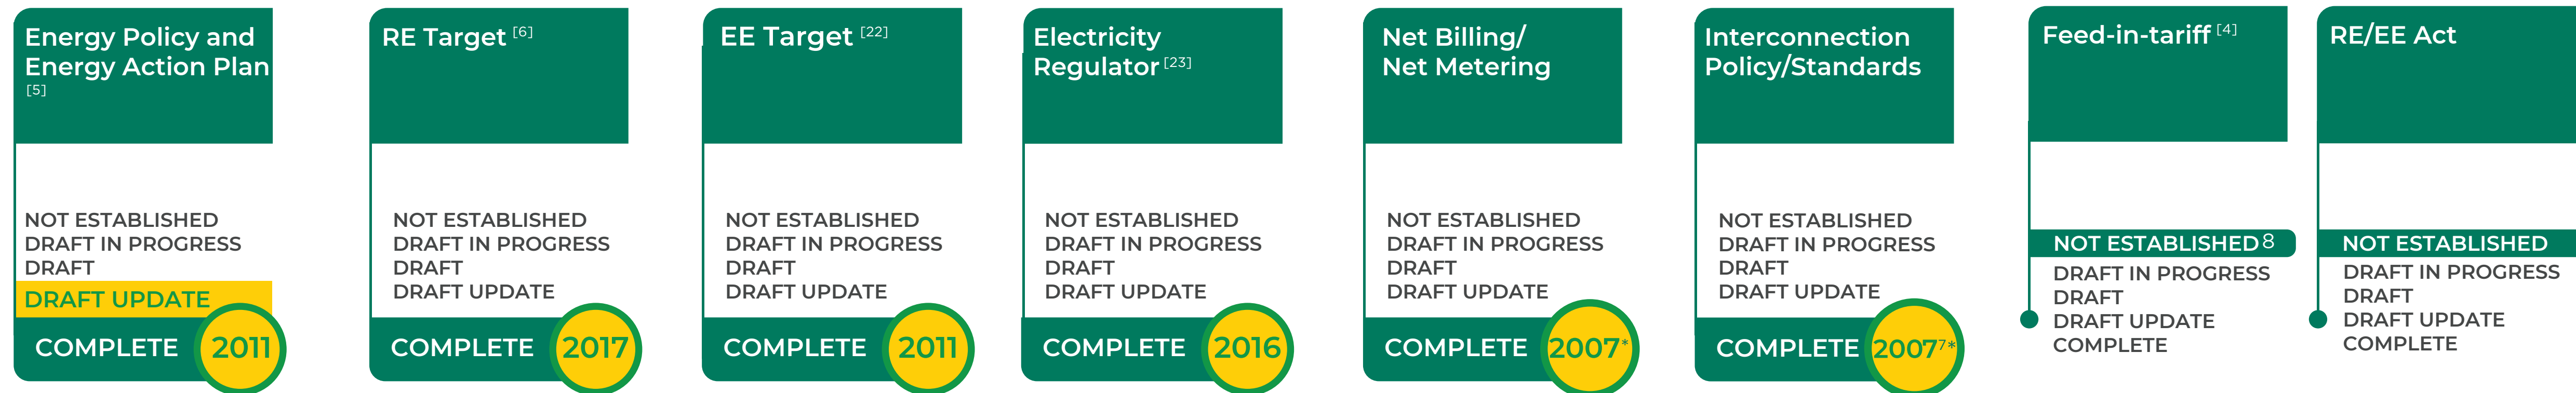 Energy Policy and
Energy Action Plan
[5]
NOT ESTABLISHED
DRAFT IN PROGRESS
DRAFT
DRAFT UPDATE
COMPLETE 2011
RE Target [6]
NOT ESTABLISHED
DRAFT IN PROGRESS
DRAFT
DRAFT UPDATE
COMPLETE 2017
EE Target [22]
NOT ESTABLISHED
DRAFT IN PROGRESS
DRAFT
DRAFT UPDATE
COMPLETE 2011
Electricity
Regulator [23]
NOT ESTABLISHED
DRAFT IN PROGRESS
DRAFT
DRAFT UPDATE
COMPLETE 2016
Net Billing/
Net Metering
NOT ESTABLISHED
DRAFT IN PROGRESS
DRAFT
DRAFT UPDATE
COMPLETE 2007*
Interconnection
Policy/Standards
NOT ESTABLISHED
DRAFT IN PROGRESS
DRAFT
DRAFT UPDATE
COMPLETE 20077*
Feed-in-tariff [4]
NOT ESTABLISHED8
DRAFT IN PROGRESS
DRAFT
DRAFT UPDATE
COMPLETE
RE/EE Act
NOT ESTABLISHED
DRAFT IN PROGRESS
DRAFT
DRAFT UPDATE
COMPLETE